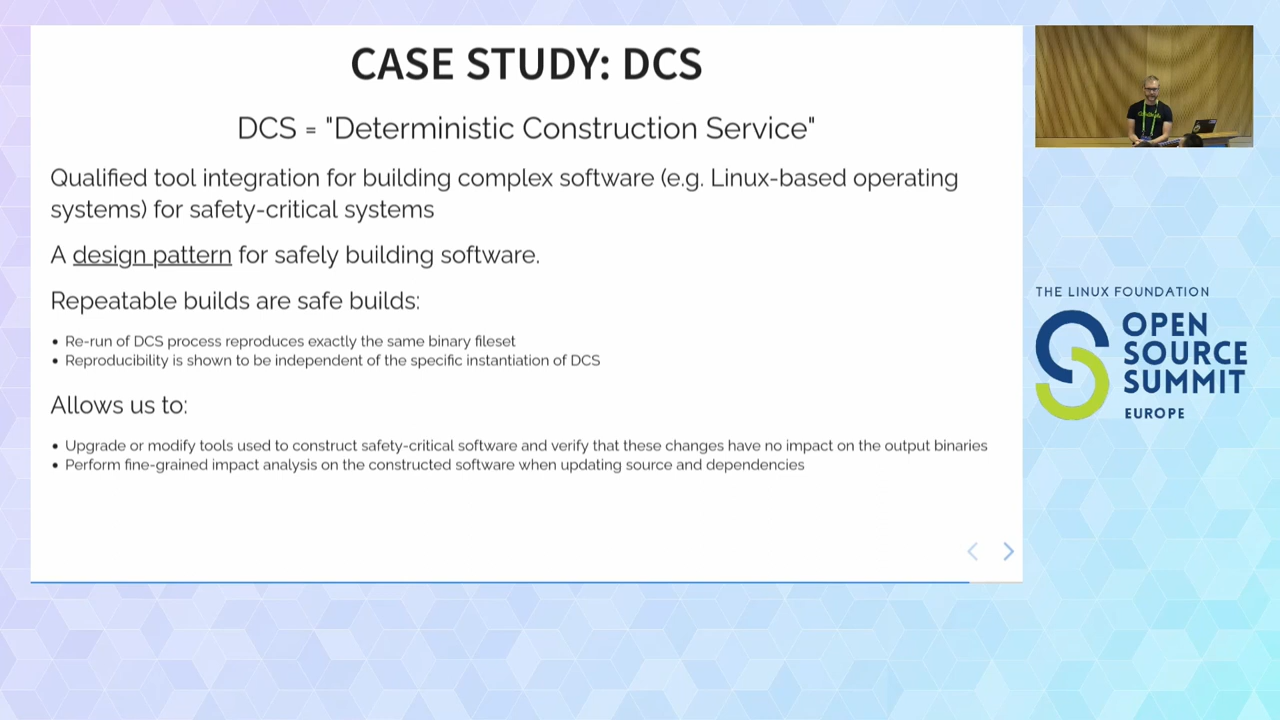 CASE STUDY: DCS
DCS = "Deterministic Construction Service"
Qualified tool integration for building complex software (e.g. Linux-based operating
systems) for safety-critical systems
A design pattern for safely building software.
Repeatable builds are safe builds:
• Re-run of DCS process reproduces exactly the same binary fileset
• Reproducibility is shown to be independent of the specific instantiation of DCS
Allows us to:
• Upgrade or modify tools used to construct safety-critical software and verify that these changes have no impact on the output binaries
• Perform fine-grained impact analysis on the constructed software when updating source and dependencies
THE LINUX FOUNDATION
OPEN
SOURCE
SUMMIT
EUROPE